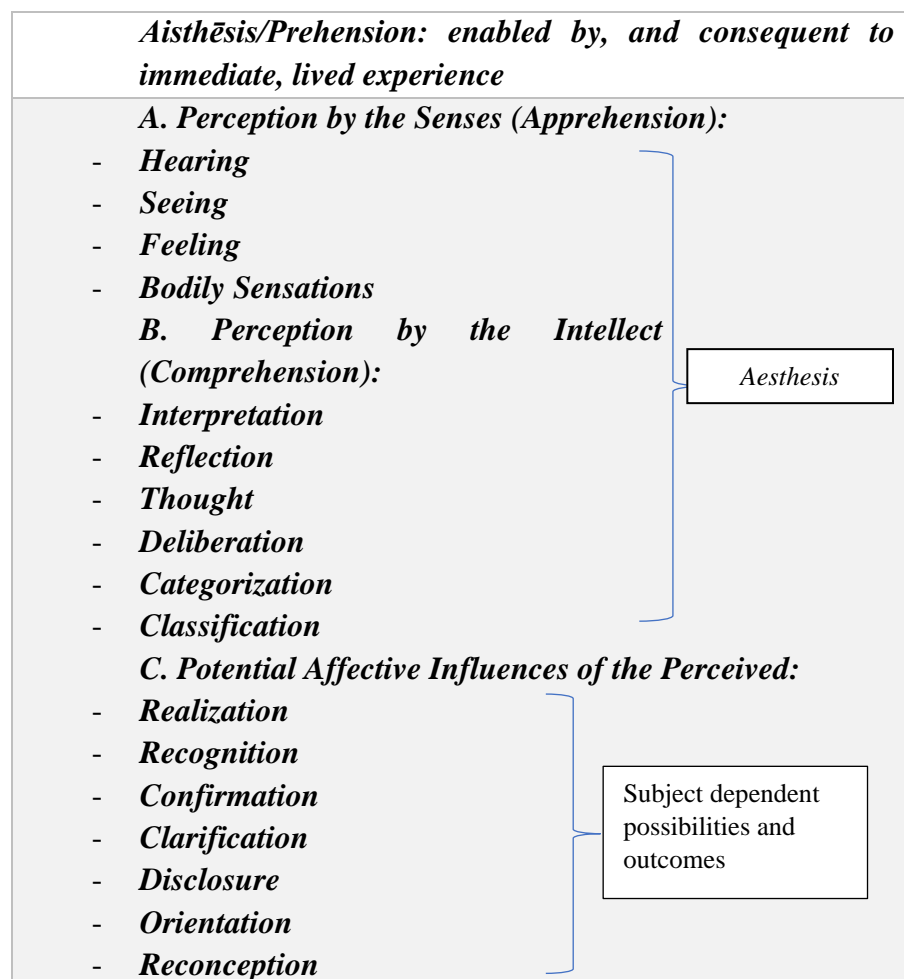 Aisthēsis/Prehension: enabled by, and consequent to
immediate, lived experience
A. Perception by the Senses (Apprehension):
- Hearing
- Seeing
- Feeling
- Bodily Sensations
B. Perception by the Intellect
(Comprehension):
Aesthesis
- Interpretation
- Reflection
- Thought
- Deliberation
- Categorization
- Classification
C. Potential Affective Influences of the Perceived:
- Realization
- Recognition
- Confirmation
- Clarification
- Disclosure
- Orientation
- Reconception
Subject dependent
possibilities and
outcomes